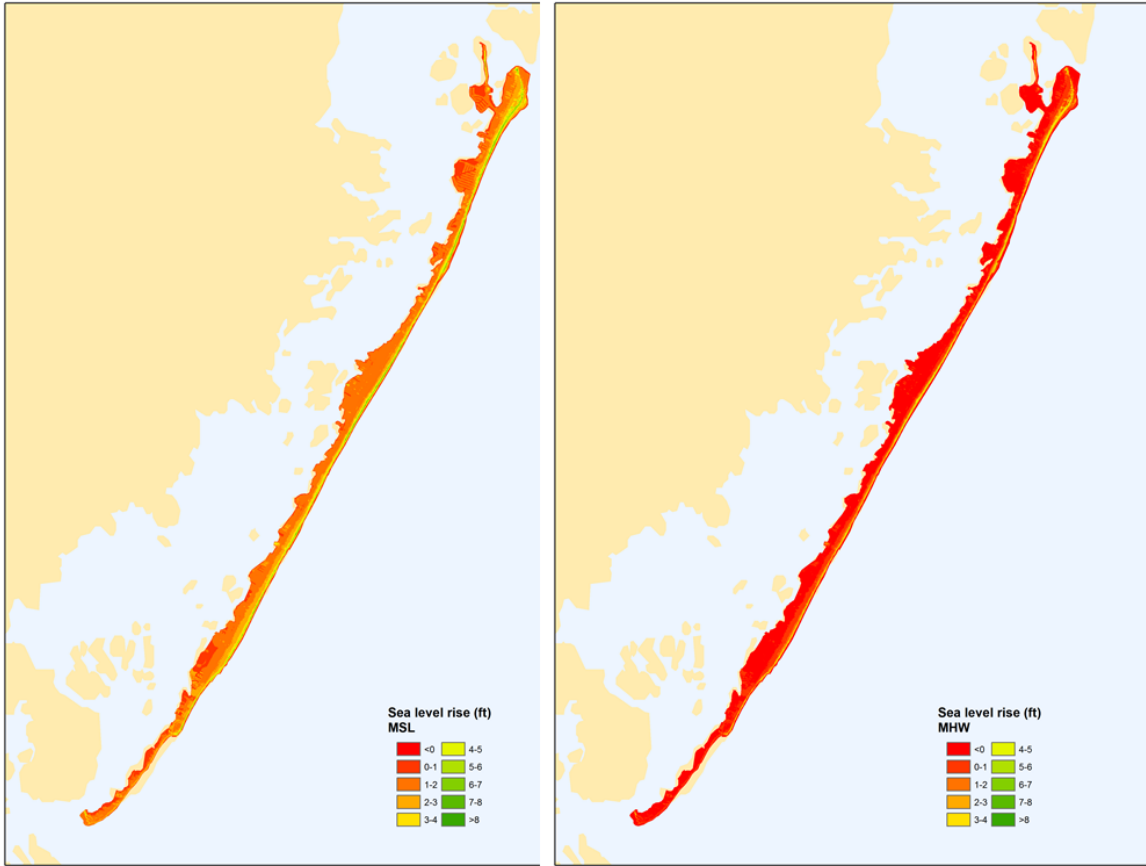 Sea level rise (ft)
MSL
<0 4-5
0-1 5-6
1-2 6-7
2-3 7-8
3-4 >8
Sea level rise (ft)
MHW
<0 4-5
0-1 5-6
1-2 6-7
2-3 7-8
3-4 >8